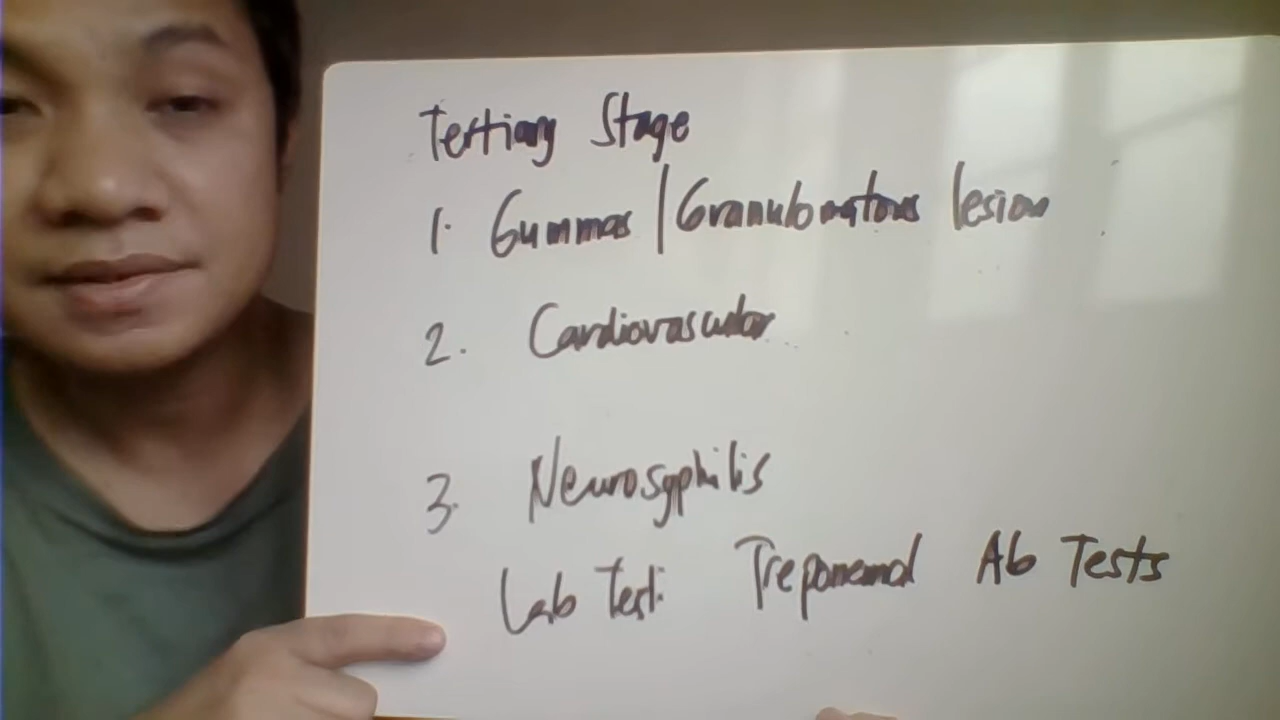 Tertiary Stage
1. Gummas / Granulomatous lesion
2. Cardiovascular
3. Neurosyphilis
Lab Test: Treponemal Ab Tests